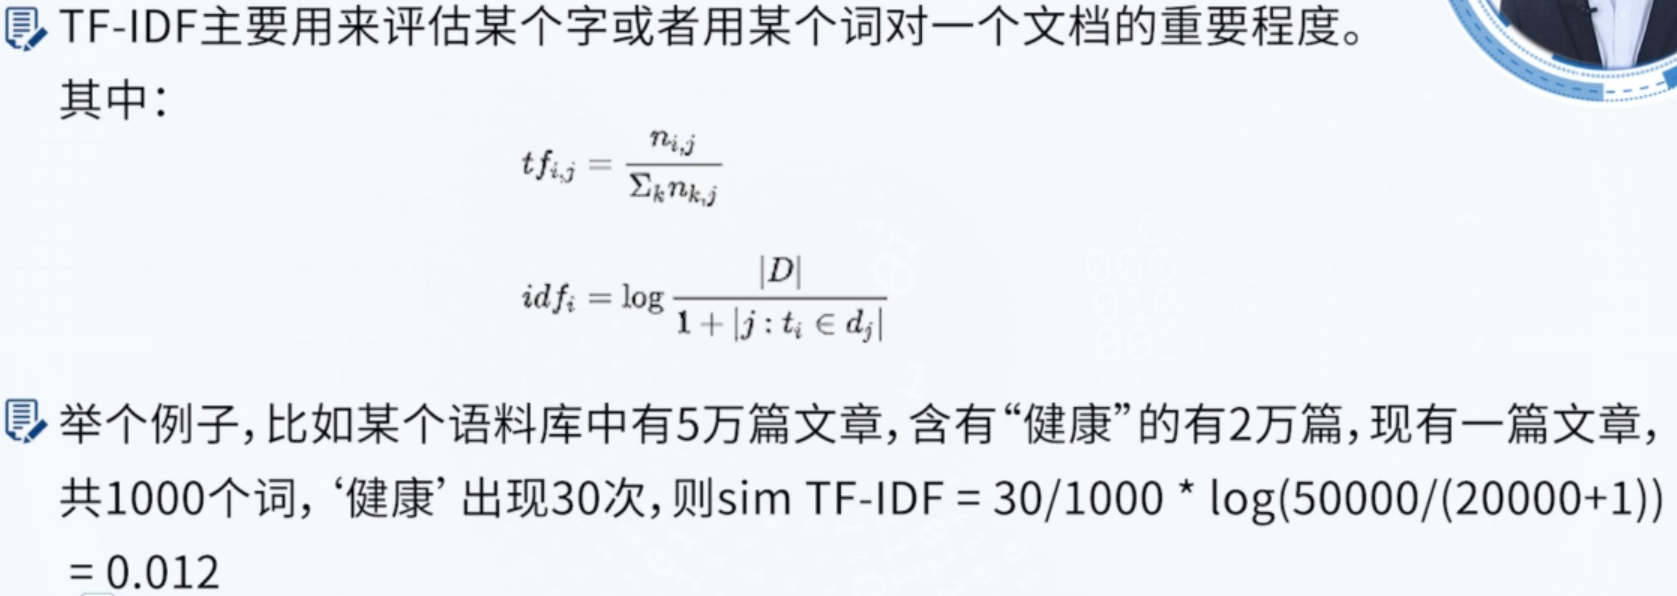 TF-IDF主要用来评估某个字或者用某个词对一个文档的重要程度。
其中：
tf_{i,j} = \frac{n_{i,j}}{Σ_k n_{k,j}}
idf_i = log \frac{|D|}{1 + |j : t_i ∈ d_j|}
举个例子，比如某个语料库中有5万篇文章，含有“健康”的有2万篇，现有一篇文章，
共1000个词，‘健康’ 出现30次，则sim TF-IDF = 30/1000 * log(50000/(20000+1))
= 0.012